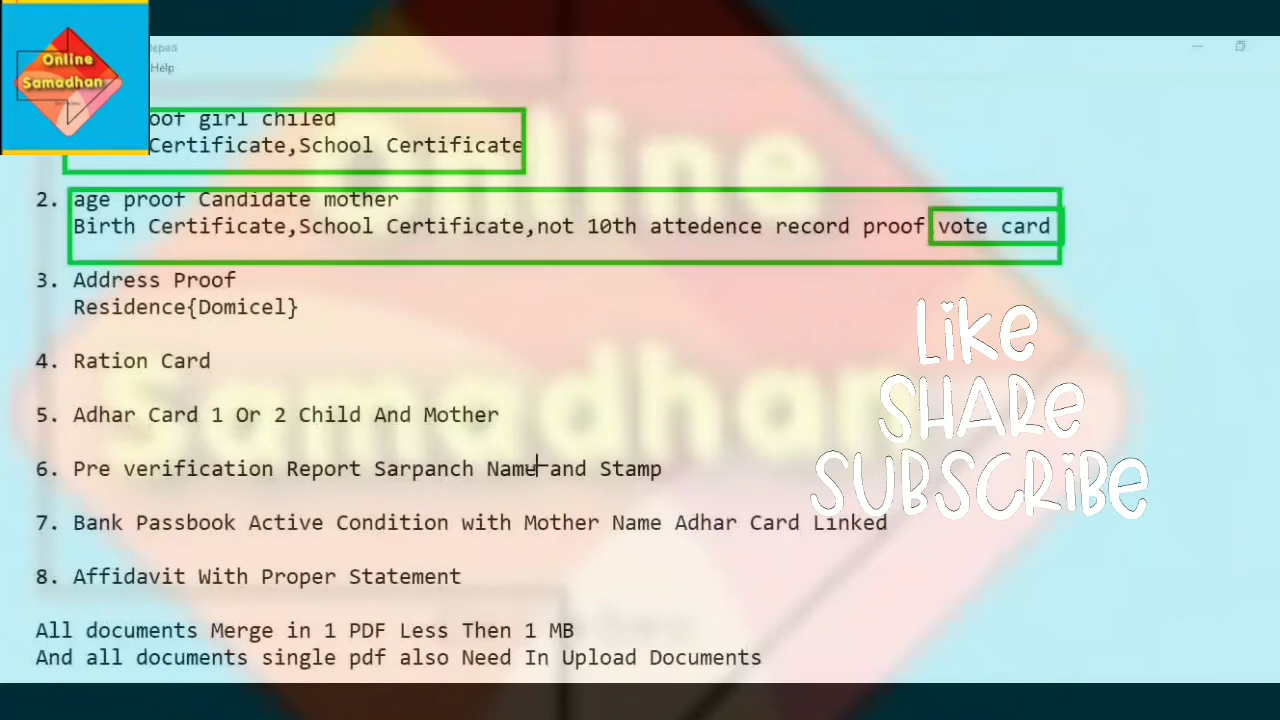 Online
Samadhan
Help
girl chiled
Certificate,School Certificate
2. age proof Candidate mother
Birth Certificate,School Certificate,not 10th attedence record proof vote card
3. Address Proof
Residence{Domicel}
4. Ration Card
5. Adhar Card 1 Or 2 Child And Mother
6. Pre verification Report Sarpanch Name and Stamp
7. Bank Passbook Active Condition with Mother Name Adhar Card Linked
8. Affidavit With Proper Statement
All documents Merge in 1 PDF Less Then 1 MB
And all documents single pdf also Need In Upload Documents
Online
Samadhan
Like
SHARE
SUBSCRIBE